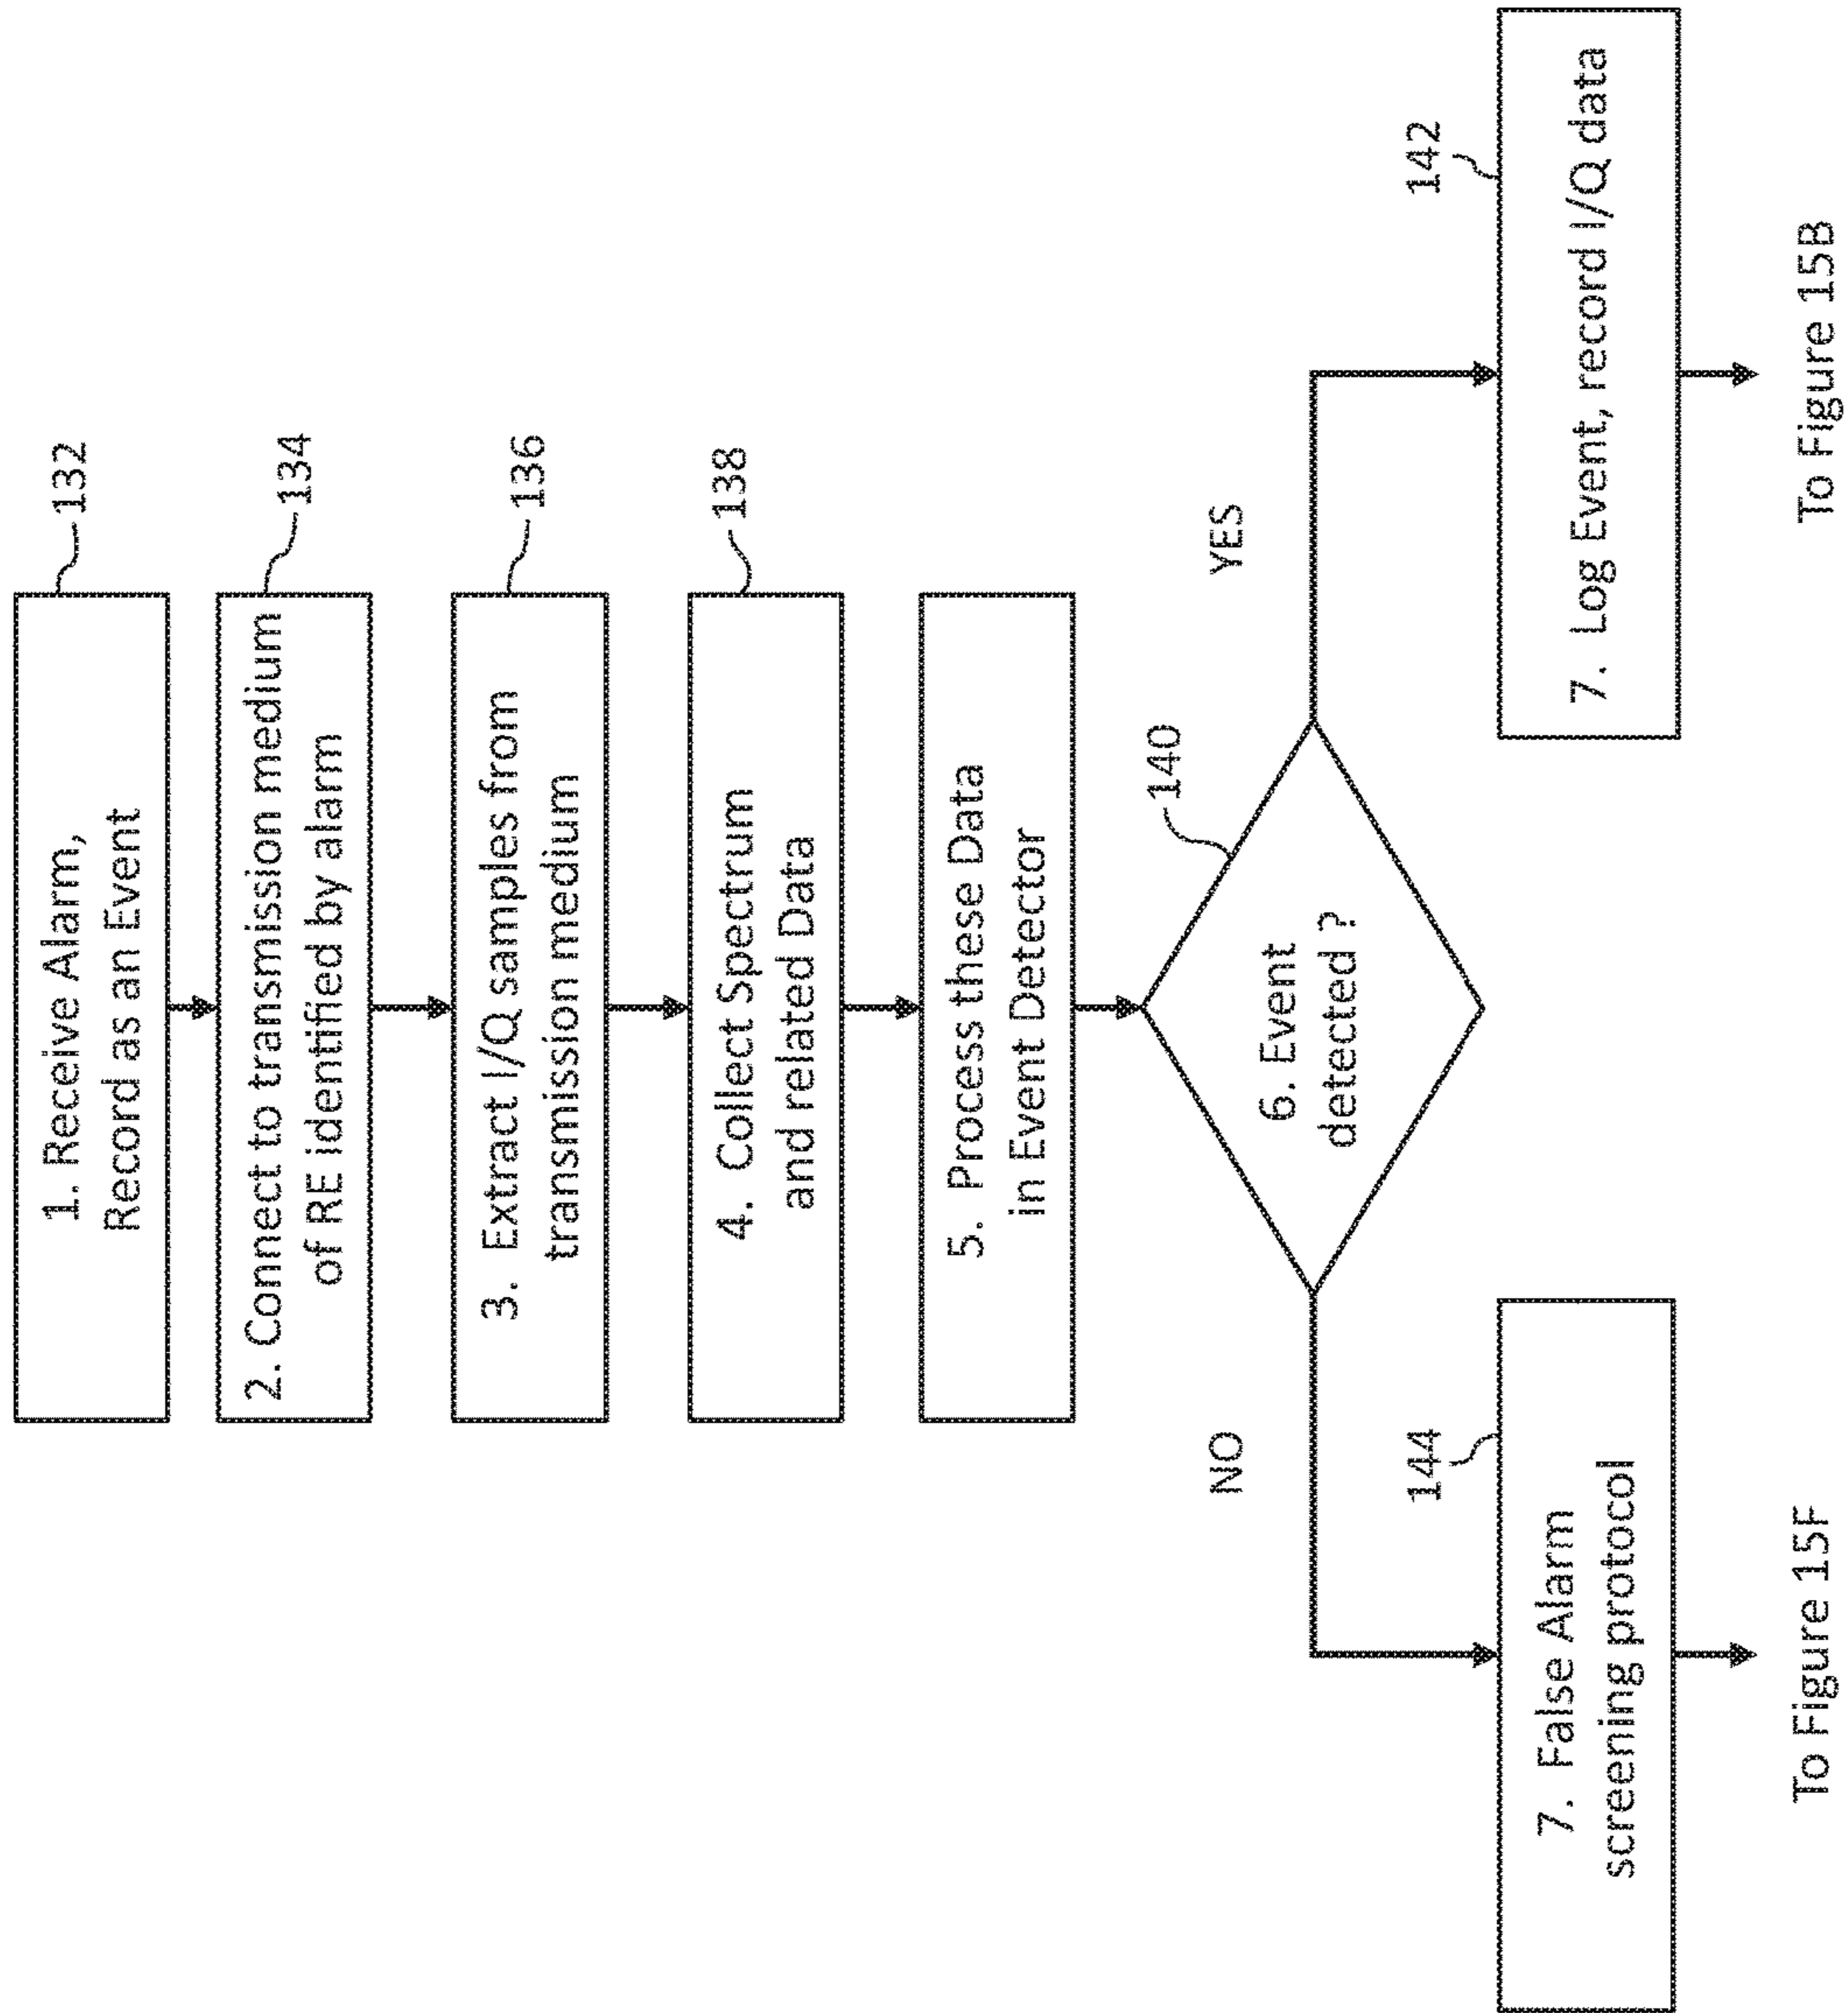 1. Receive Alarm,
Record as an Event
132
2. Connect to transmission medium
of RE identified by alarm
134
3. Extract I/Q samples from
transmission medium
136
4. Collect Spectrum
and related Data
138
5. Process these Data
in Event Detector
140
6. Event
detected ?
NO
YES
144
7. False Alarm
screening protocol
To Figure 15F
142
7. Log Event, record I/Q data
To Figure 15B